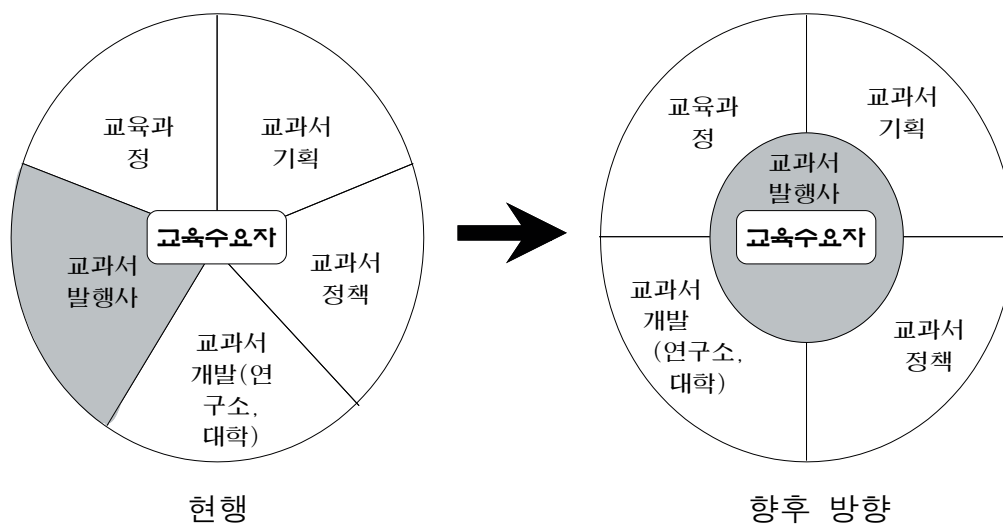 교육과
정
교과서
기획
교육수요자
교과서
발행사
교과서
정책
교과서
개발(연
구소,
대학)
현행
교육과
정
교과서
기획
교과서
발행사
교육수요자
교과서
개발
(연구소,
대학)
교과서
정책
향후 방향